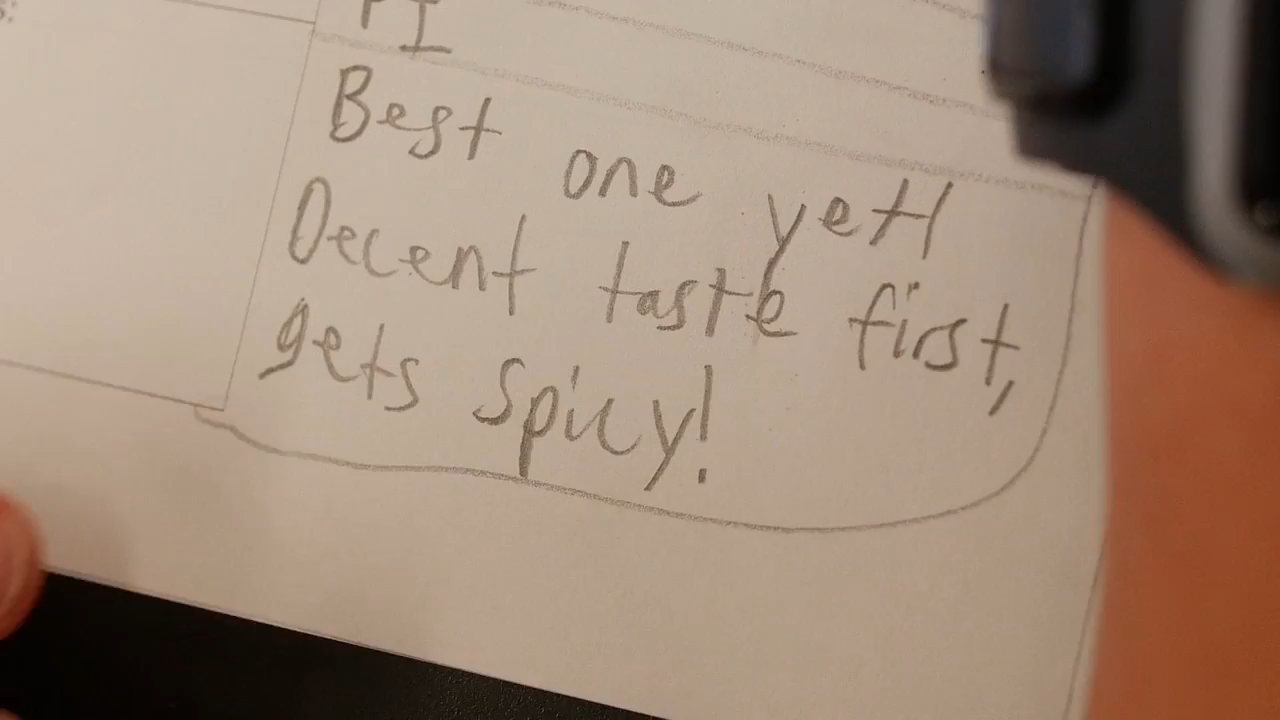 Best one yet!
Decent taste first,
gets spicy!